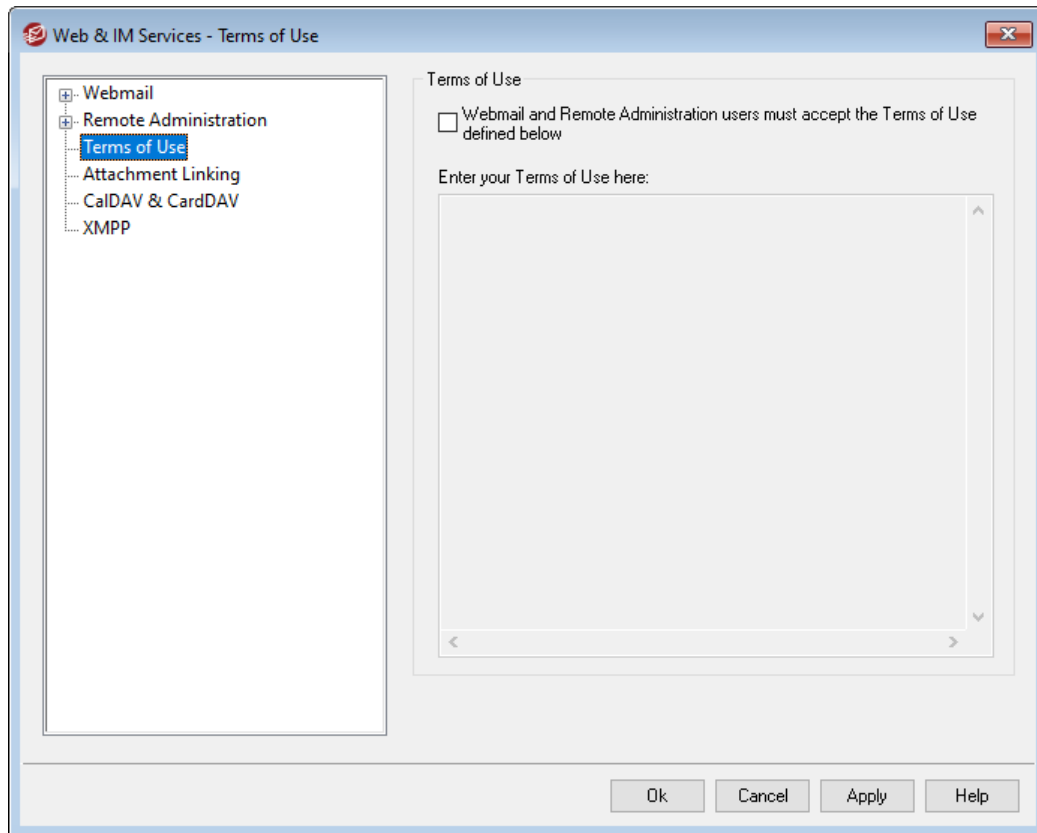 Web & IM Services - Terms of Use
Webmail
Remote Administration
Terms of Use
Attachment Linking
CalDAV & CardDAV
XMPP
Terms of Use
Webmail and Remote Administration users must accept the Terms of Use
defined below
Enter your Terms of Use here:
Ok
Cancel
Apply
Help